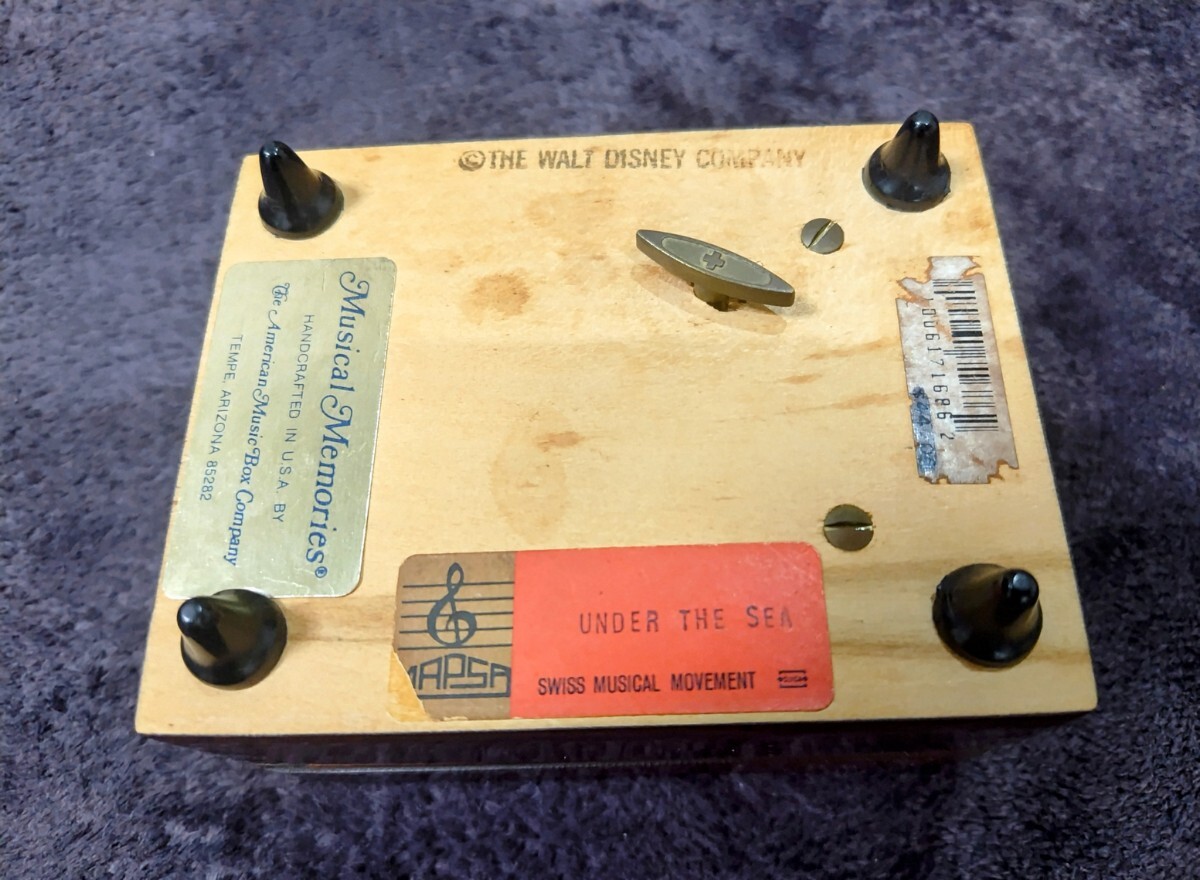 ©THE WALT DISNEY COMPANY
Musical Memories®
HANDCRAFTED IN U.S.A. BY
The American Music Box Company
TEMPE, ARIZONA 85282
UNDER THE SEA
MAPSA
SWISS MUSICAL MOVEMENT